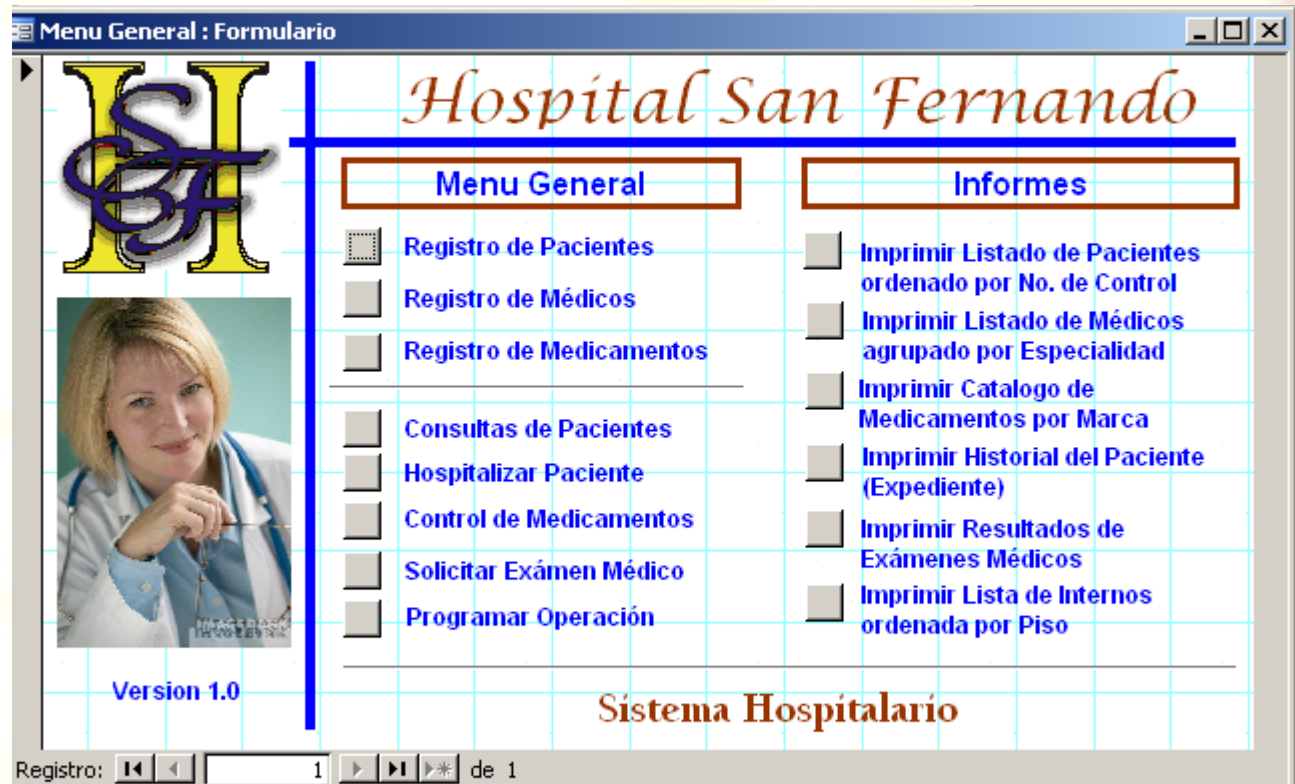 Menu General : Formulario
Hospital San Fernando
HSF
Menu General
Registro de Pacientes
Registro de Médicos
Registro de Medicamentos
Consultas de Pacientes
Hospitalizar Paciente
Control de Medicamentos
Solicitar Exámen Médico
Programar Operación
Informes
Imprimir Listado de Pacientes
ordenado por No. de Control
Imprimir Listado de Médicos
agrupado por Especialidad
Imprimir Catalogo de
Medicamentos por Marca
Imprimir Historial del Paciente
(Expediente)
Imprimir Resultados de
Exámenes Médicos
Imprimir Lista de Internos
ordenada por Piso
Version 1.0
Sistema Hospitalario
Registro: 1 de 1